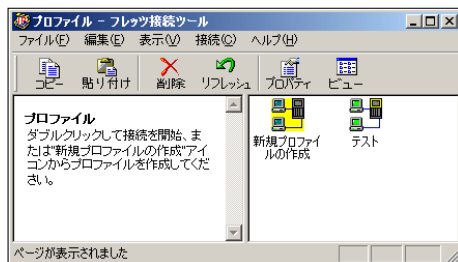 プロファイル - フレッツ接続ツール
ファイル(F) 編集(E) 表示(V) 接続(C) ヘルプ(H)
コピー 貼り付け 削除 リフレッシュ プロパティ ビュー
プロファイル
ダブルクリックして接続を開始、ま
たは"新規プロファイルの作成"アイ
コンからプロファイルを作成してくだ
さい。
新規プロファイ
ルの作成
テスト
ページが表示されました